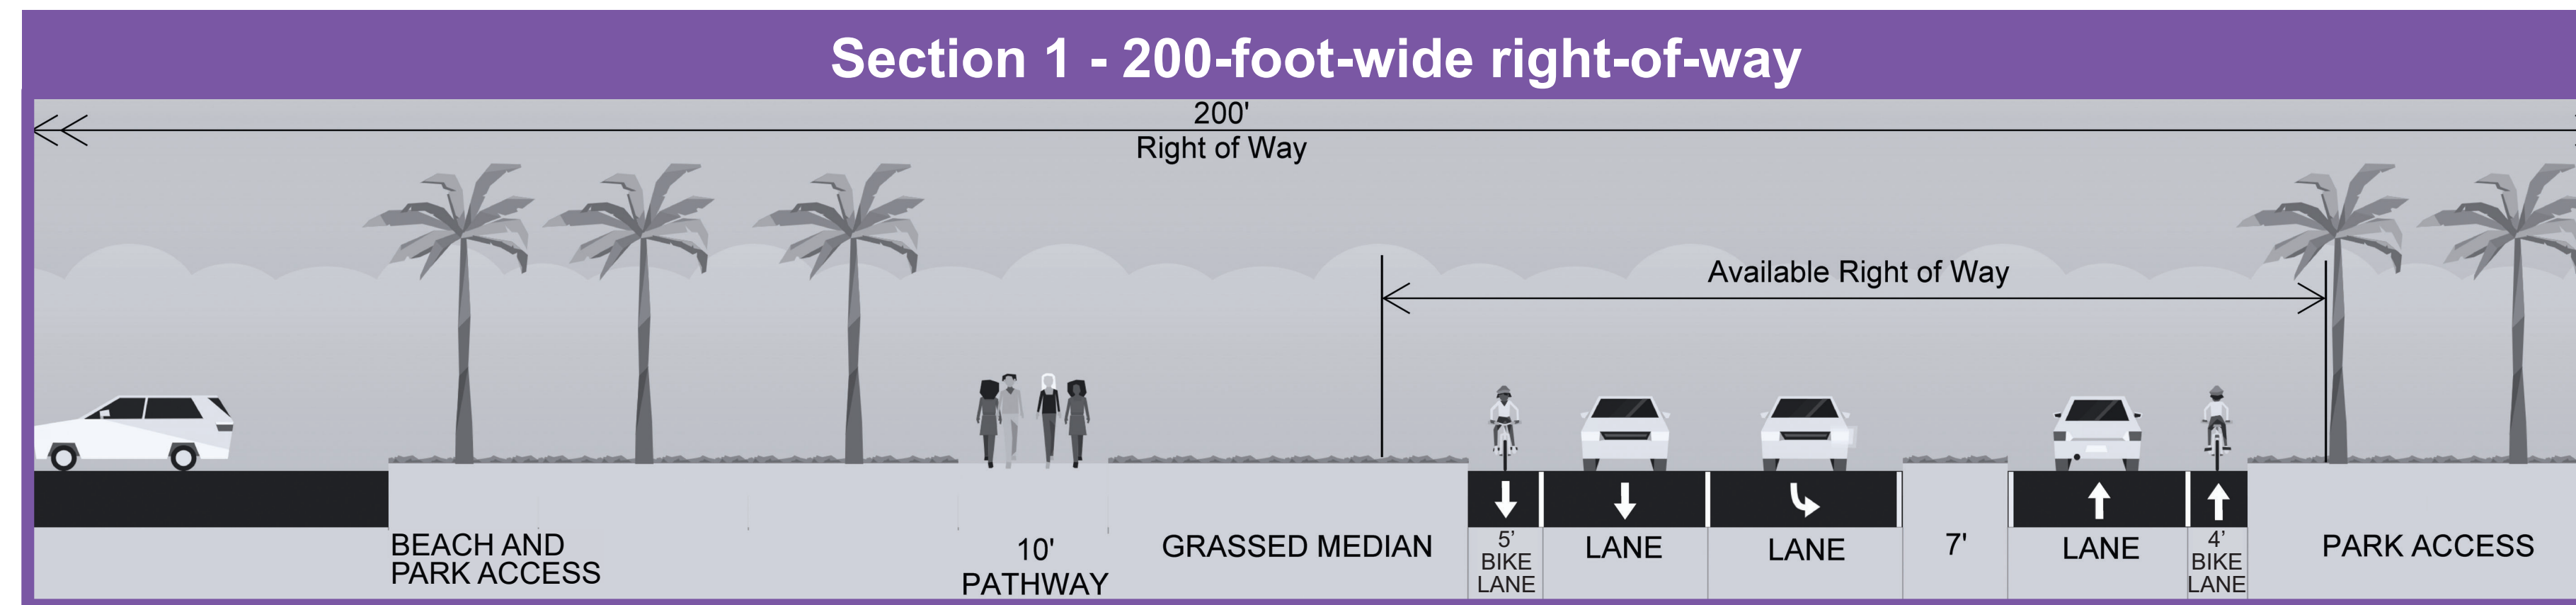 Section 1 - 200-foot-wide right-of-way
200'
Right of Way
Available Right of Way
BEACH AND
PARK ACCESS
10'
PATHWAY
GRASSED MEDIAN
5’
BIKE
LANE
LANE
LANE
7'
LANE
4’
BIKE
LANE
PARK ACCESS